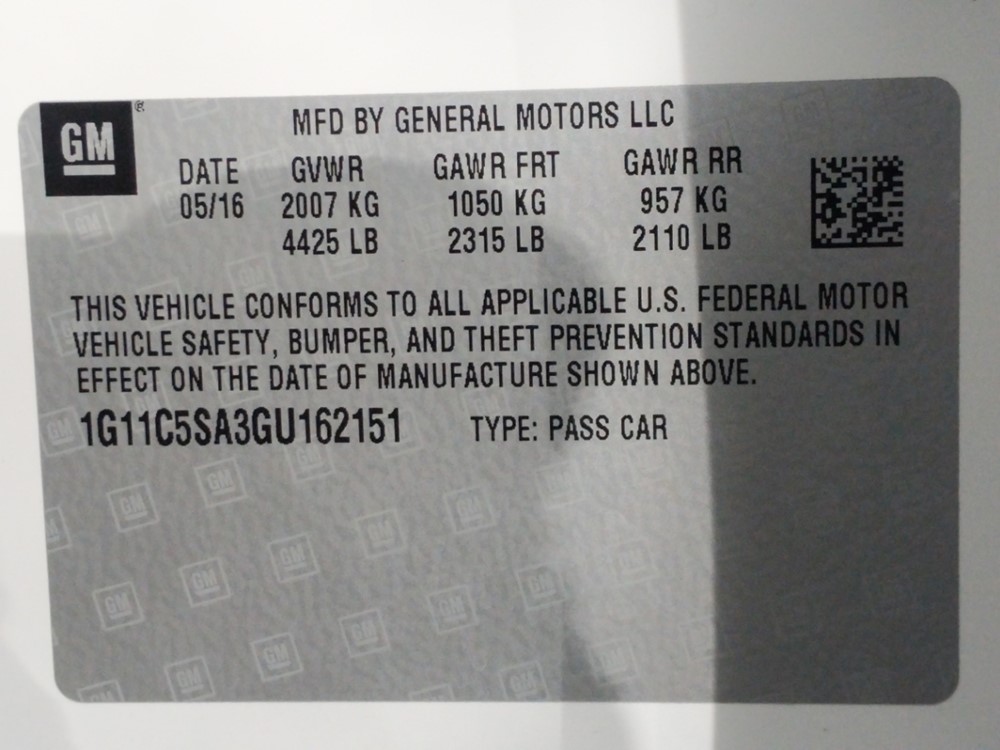 GM
MFD BY GENERAL MOTORS LLC
DATE GVWR GAWR FRT GAWR RR
05/16 2007 KG 1050 KG 957 KG
4425 LB 2315 LB 2110 LB
THIS VEHICLE CONFORMS TO ALL APPLICABLE U.S. FEDERAL MOTOR
VEHICLE SAFETY, BUMPER, AND THEFT PREVENTION STANDARDS IN
EFFECT ON THE DATE OF MANUFACTURE SHOWN ABOVE.
1G11C5SA3GU162151 TYPE: PASS CAR